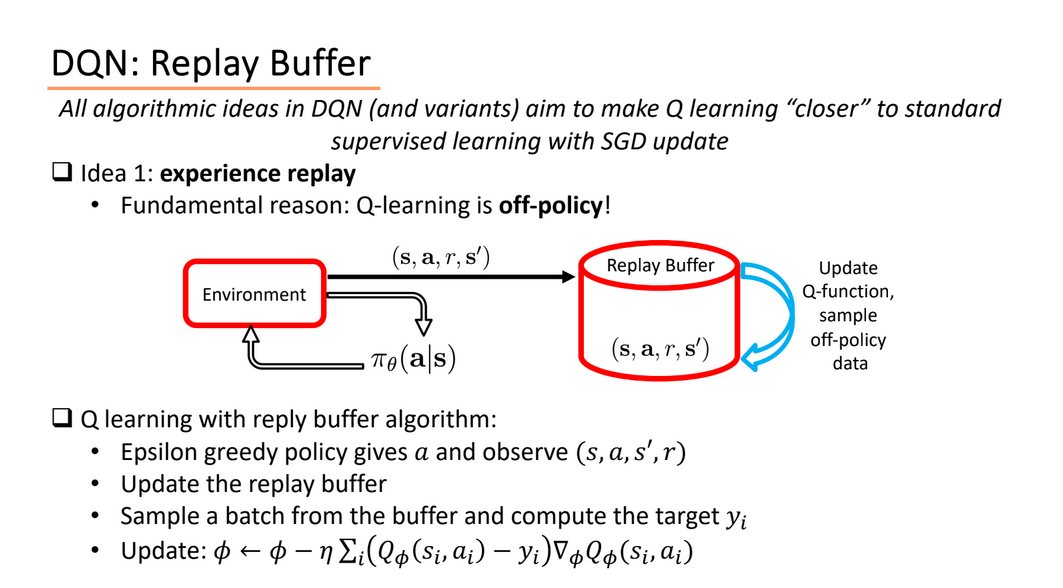 DQN: Replay Buffer
All algorithmic ideas in DQN (and variants) aim to make Q learning “closer” to standard
supervised learning with SGD update
❑ Idea 1: experience replay
• Fundamental reason: Q-learning is off-policy!
(s, a, r, s′)
Environment
πθ(a|s)
Replay Buffer
(s, a, r, s′)
Update
Q-function,
sample
off-policy
data
❑ Q learning with reply buffer algorithm:
• Epsilon greedy policy gives a and observe (s, a, s′, r)
• Update the replay buffer
• Sample a batch from the buffer and compute the target yᵢ
• Update: ϕ ← ϕ − η ∑ᵢ(Qϕ(sᵢ, aᵢ) − yᵢ)∇ϕQϕ(sᵢ, aᵢ)